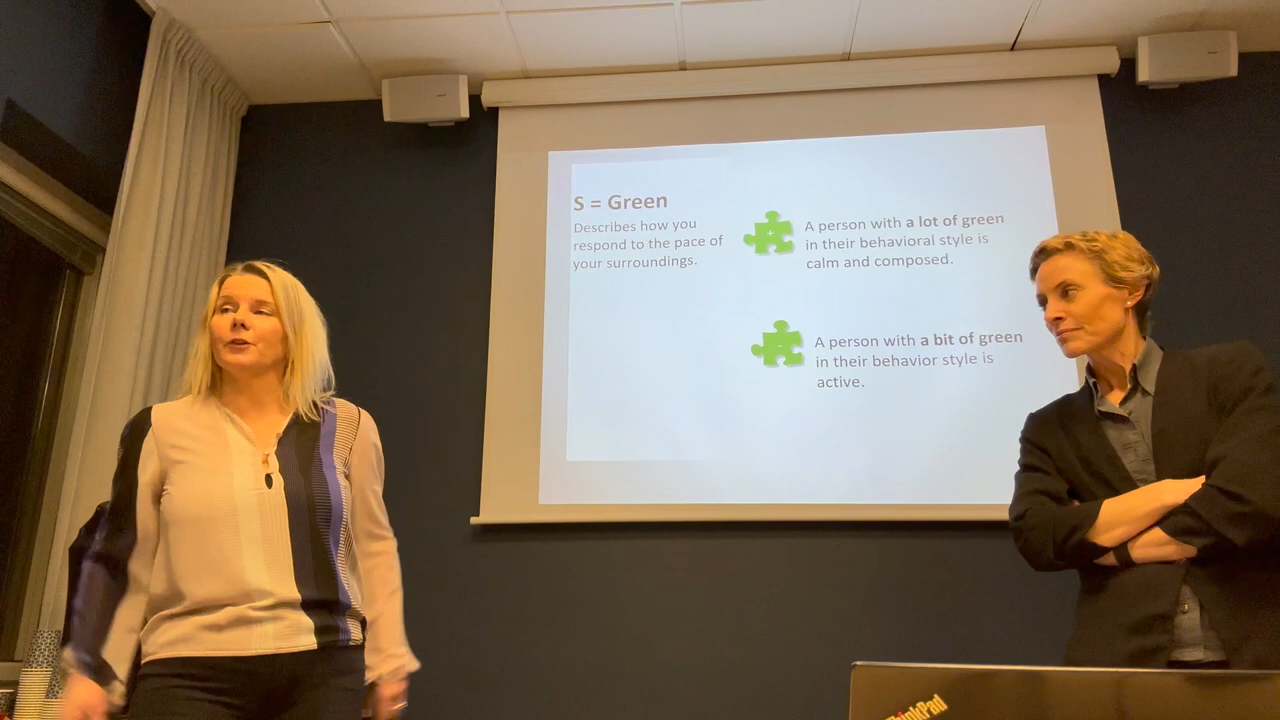 S = Green
Describes how you
respond to the pace of
your surroundings.
A person with a lot of green
in their behavioral style is
calm and composed.
A person with a bit of green
in their behavior style is
active.
ThinkPad